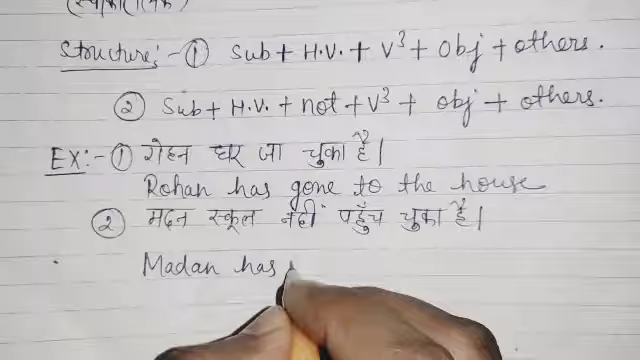 Structure:- ① Sub + H.V. + V³ + Obj + others.
② Sub + H.V. + not + V³ + obj + others.
EX:- ① रोहन घर जा चुका है।
Rohan has gone to the house
② मदन स्कूल नहीं पहुँच चुका है।
Madan has